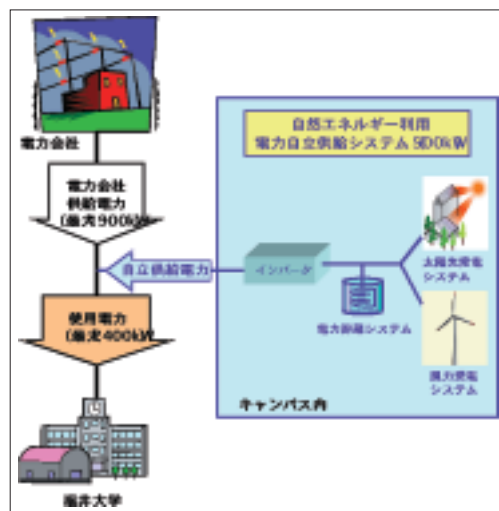 電力会社
電力会社
供給電力
(最大900kW)
自立供給電力
使用電力
(最大400kW)
福井大学
自然エネルギー利用
電力自立供給システム500kW
太陽光発電
システム
インバータ
電力貯蔵システム
風力発電
システム
キャンパス内